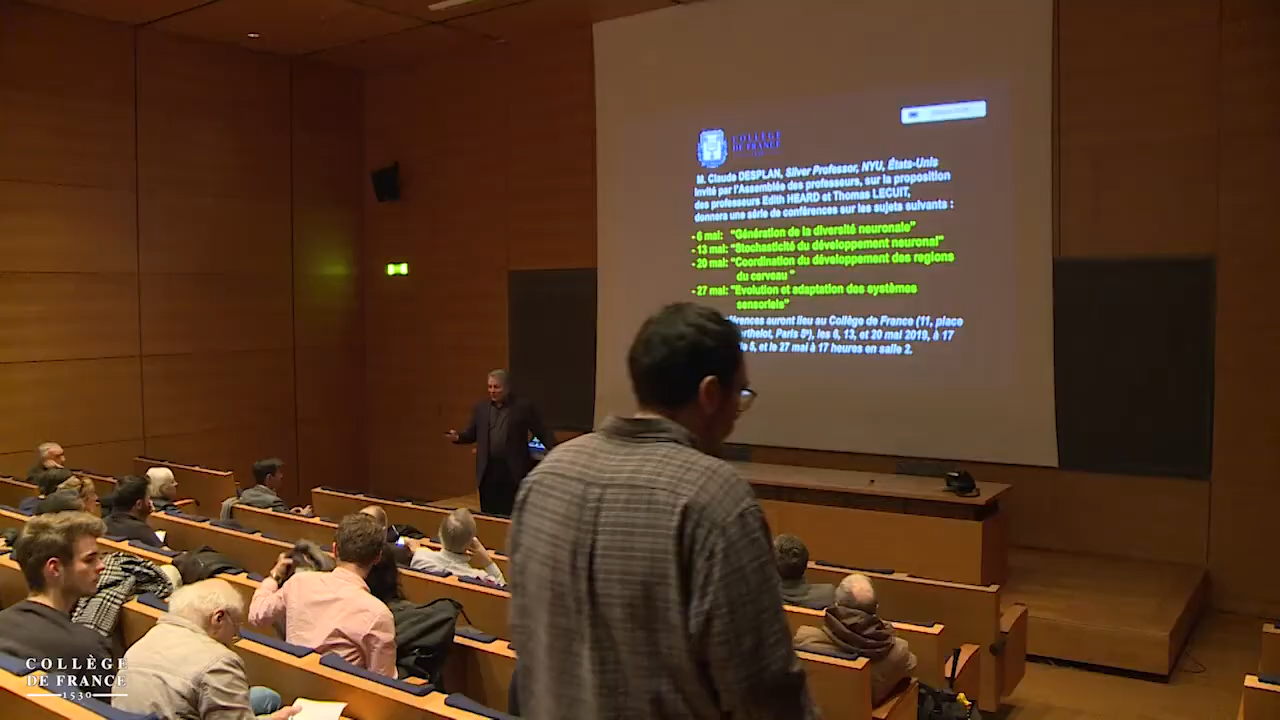 COLLÈGE
DE FRANCE
1530
M. Claude DESPLAN, Silver Professor, NYU, États-Unis
invité par l'Assemblée des professeurs, sur la proposition
des professeurs Edith HEARD et Thomas LECUIT,
donnera une série de conférences sur les sujets suivants :
- 6 mai: "Génération de la diversité neuronale"
- 13 mai: "Stochasticité du développement neuronal"
- 20 mai: "Coordination du développement des regions
du cerveau "
- 27 mai: "Evolution et adaptation des systèmes
sensoriels"
auront lieu au Collège de France (11, place
Paris 5e), les 6, 13, et 20 mai 2019, à 17
5, et le 27 mai à 17 heures en salle 2.
COLLÈGE
DE FRANCE
1530